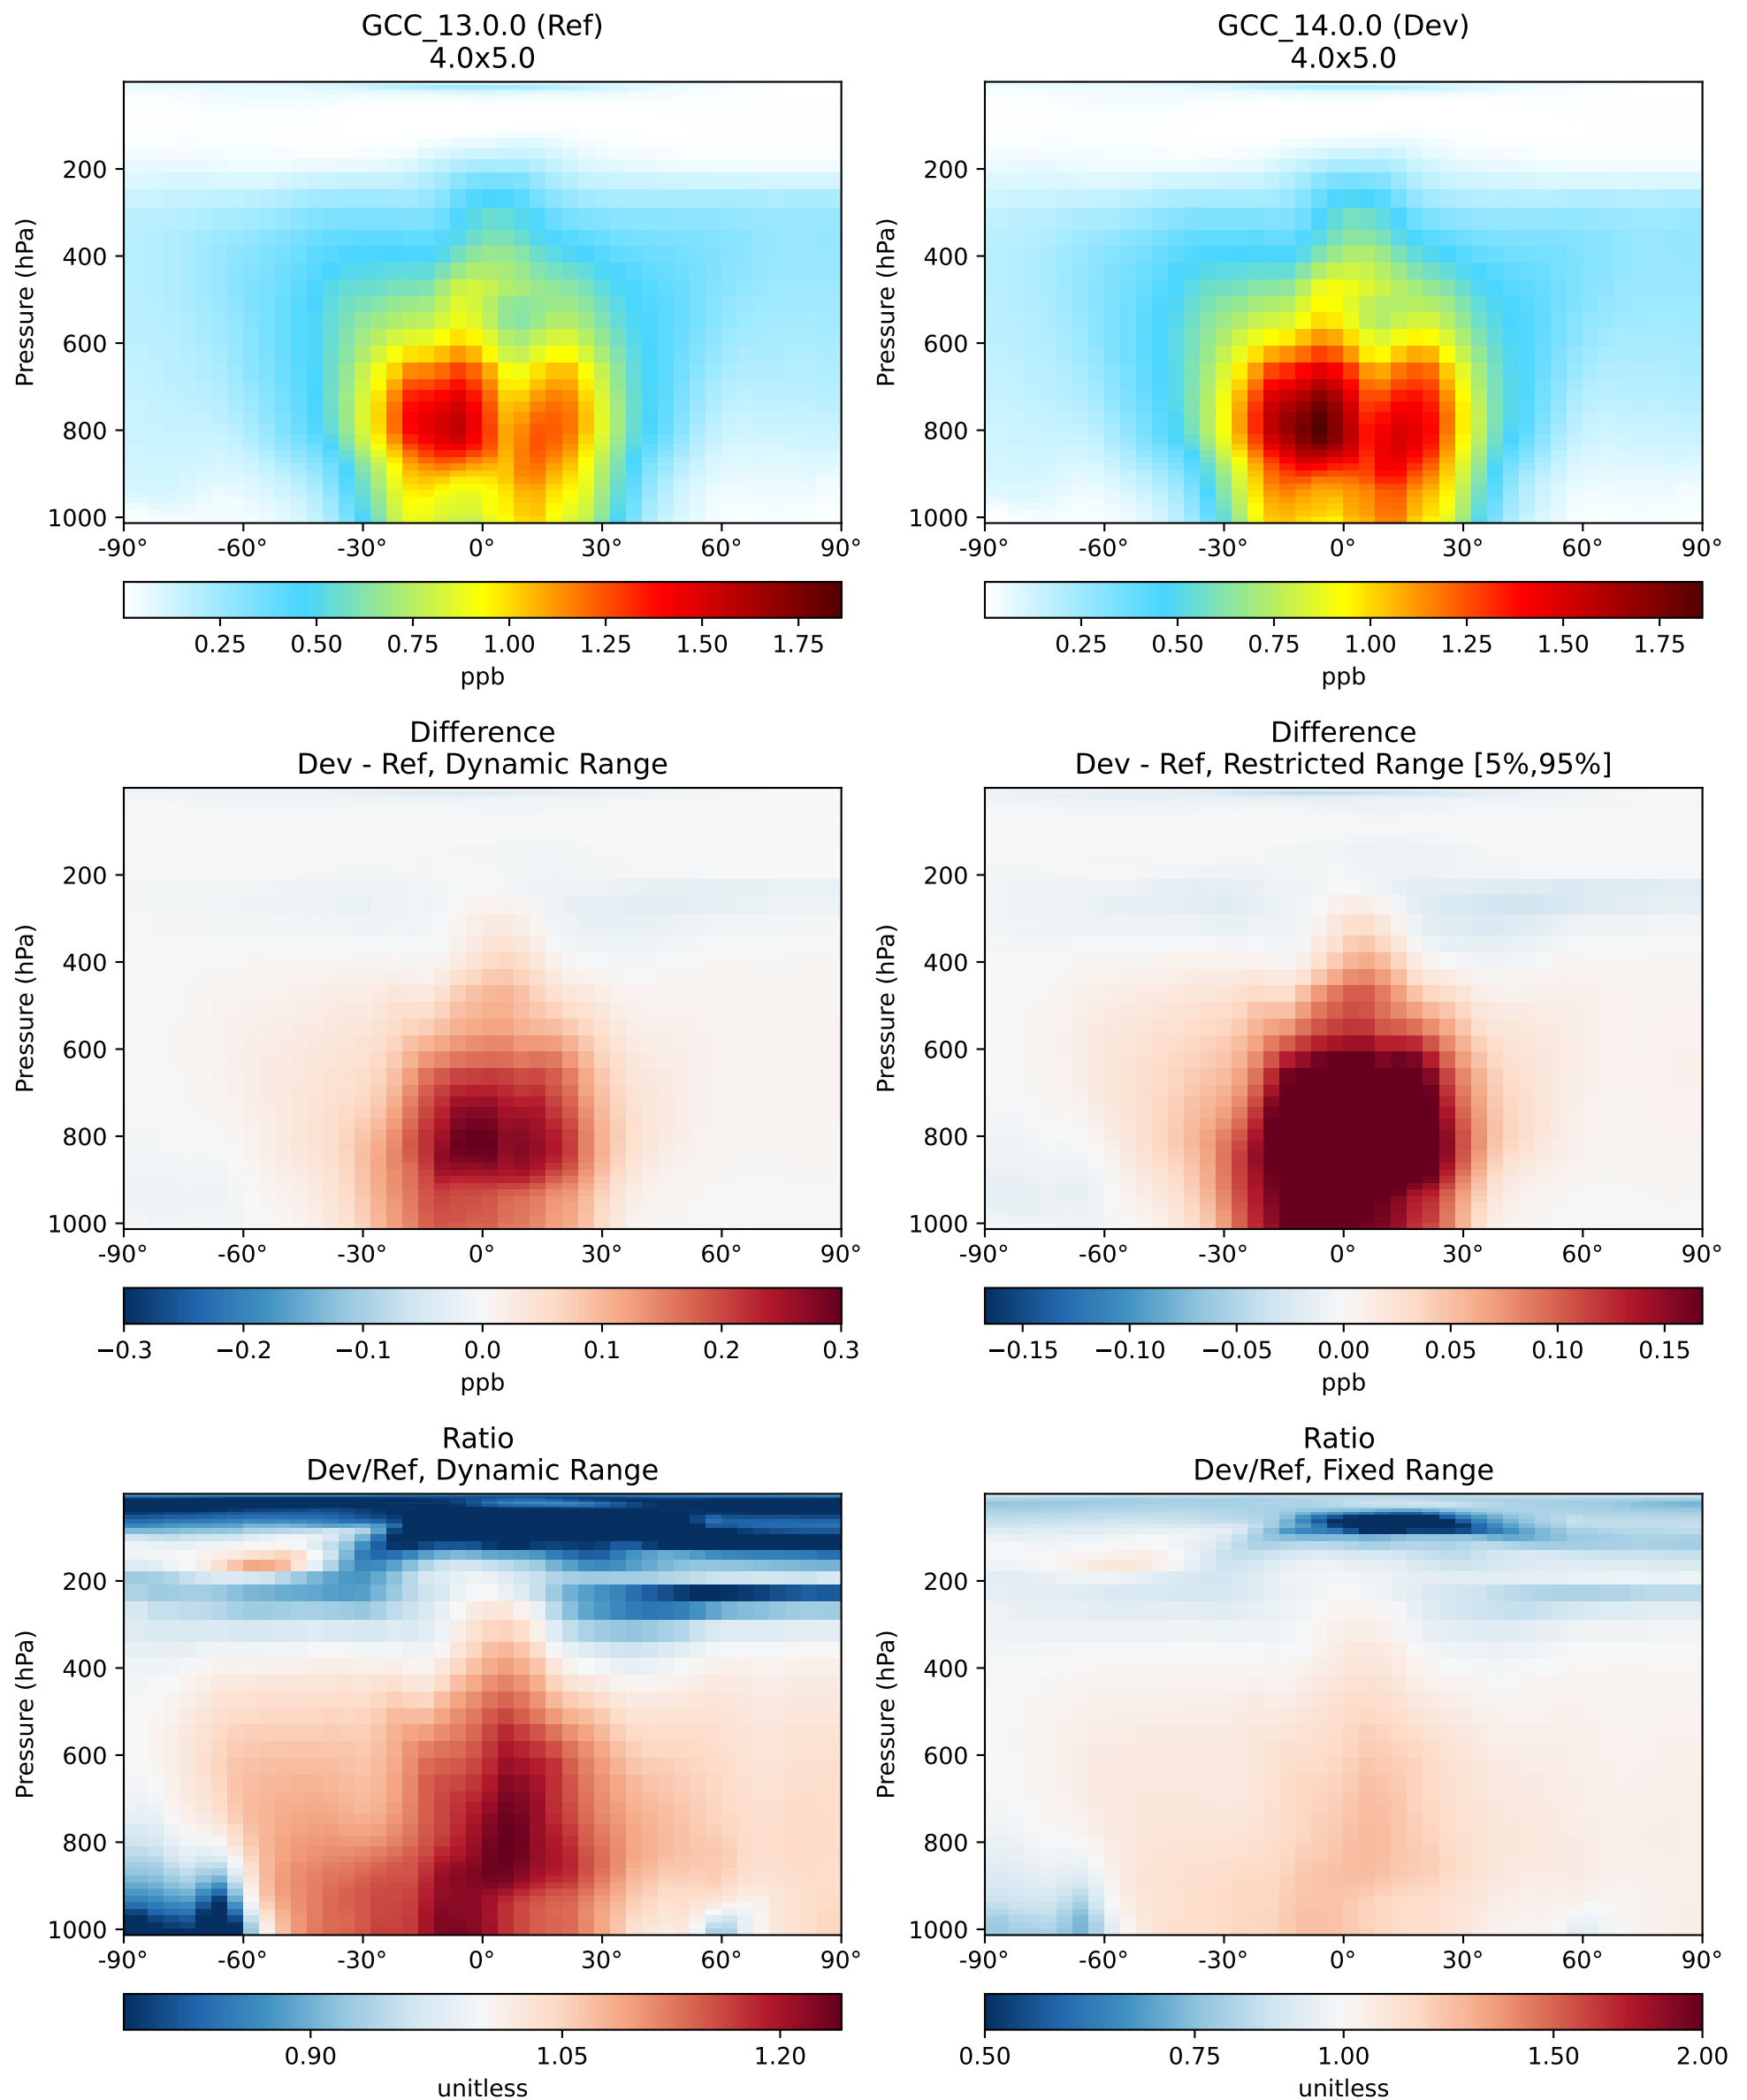 GCC_13.0.0 (Ref)
4.0x5.0
Pressure (hPa)
200
400
600
800
1000
-90° -60° -30° 0° 30° 60° 90°
0.25 0.50 0.75 1.00 1.25 1.50 1.75
ppb
GCC_14.0.0 (Dev)
4.0x5.0
Pressure (hPa)
200
400
600
800
1000
-90° -60° -30° 0° 30° 60° 90°
0.25 0.50 0.75 1.00 1.25 1.50 1.75
ppb
Difference
Dev - Ref, Dynamic Range
Pressure (hPa)
200
400
600
800
1000
-90° -60° -30° 0° 30° 60° 90°
−0.3 −0.2 −0.1 0.0 0.1 0.2 0.3
ppb
Difference
Dev - Ref, Restricted Range [5%,95%]
Pressure (hPa)
200
400
600
800
1000
-90° -60° -30° 0° 30° 60° 90°
−0.15 −0.10 −0.05 0.00 0.05 0.10 0.15
ppb
Ratio
Dev/Ref, Dynamic Range
Pressure (hPa)
200
400
600
800
1000
-90° -60° -30° 0° 30° 60° 90°
0.90 1.05 1.20
unitless
Ratio
Dev/Ref, Fixed Range
Pressure (hPa)
200
400
600
800
1000
-90° -60° -30° 0° 30° 60° 90°
0.50 0.75 1.00 1.50 2.00
unitless